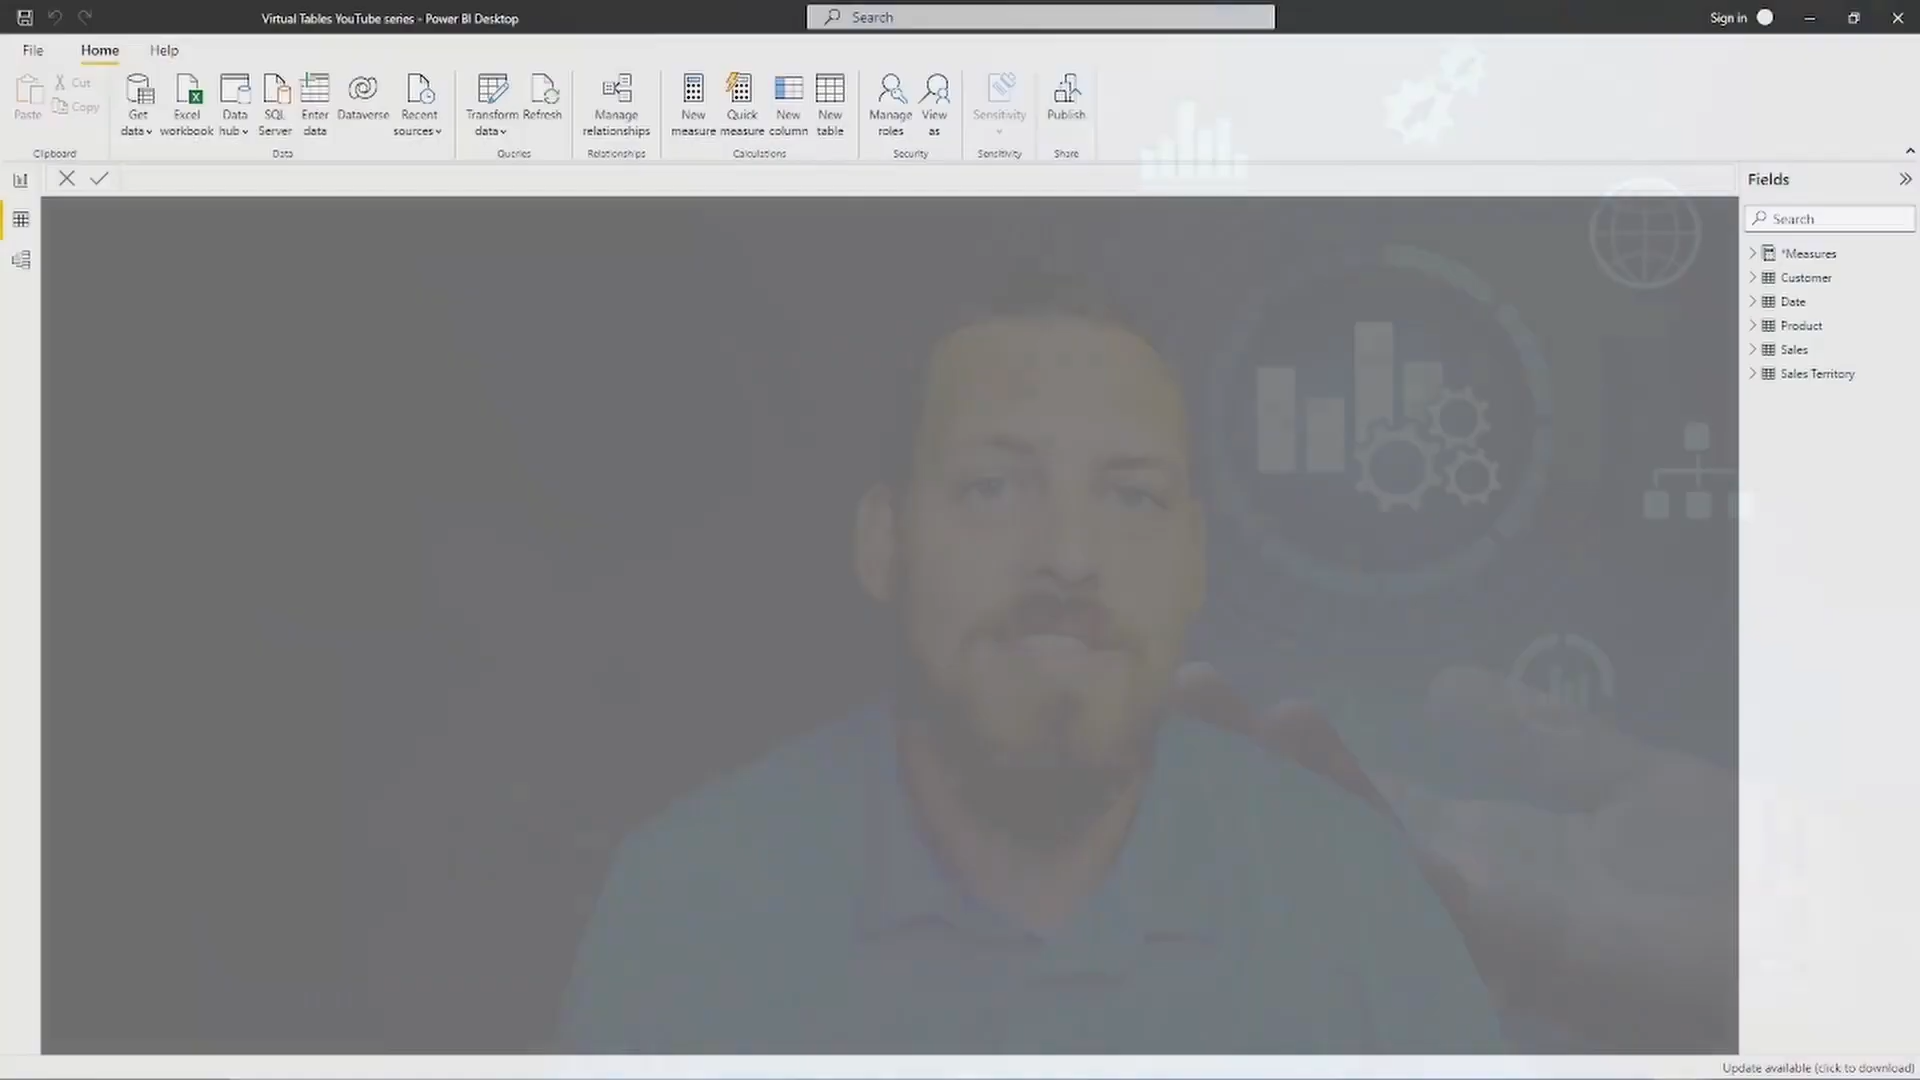 Virtual Tables YouTube series - Power BI Desktop
Search
Sign in
File
Home
Help
Paste
Cut
Copy
Clipboard
Get data
Excel workbook
Data hub
SQL Server
Enter data
Dataverse
Recent sources
Data
Transform data
Refresh
Queries
Manage relationships
Relationships
New measure
Quick measure
New column
New table
Calculations
Manage roles
View as
Security
Sensitivity
Sensitivity
Publish
Share
Fields
Search
*Measures
Customer
Date
Product
Sales
Sales Territory
Update available (click to download)